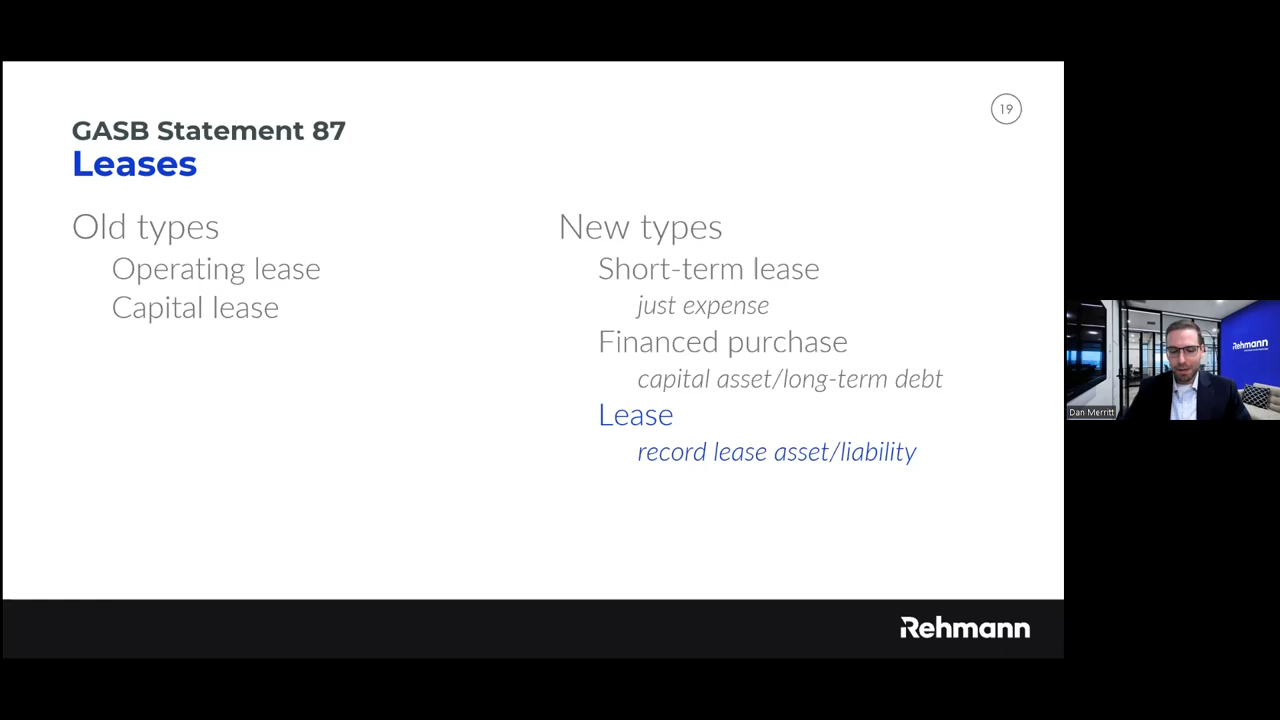 19
GASB Statement 87
Leases
Old types
Operating lease
Capital lease
New types
Short-term lease
just expense
Financed purchase
capital asset/long-term debt
Lease
record lease asset/liability
Rehmann
Rehmann
Dan Merritt